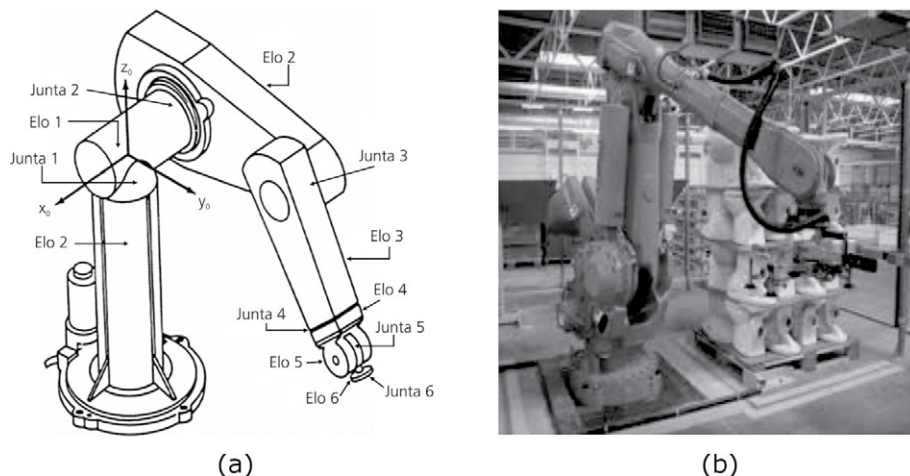 z₀
Elo 2
Junta 2
Elo 1
Junta 1
Junta 3
x₀
y₀
Elo 2
Elo 3
Elo 4
Junta 4
Junta 5
Elo 5
Elo 6
Junta 6
(a)
(b)